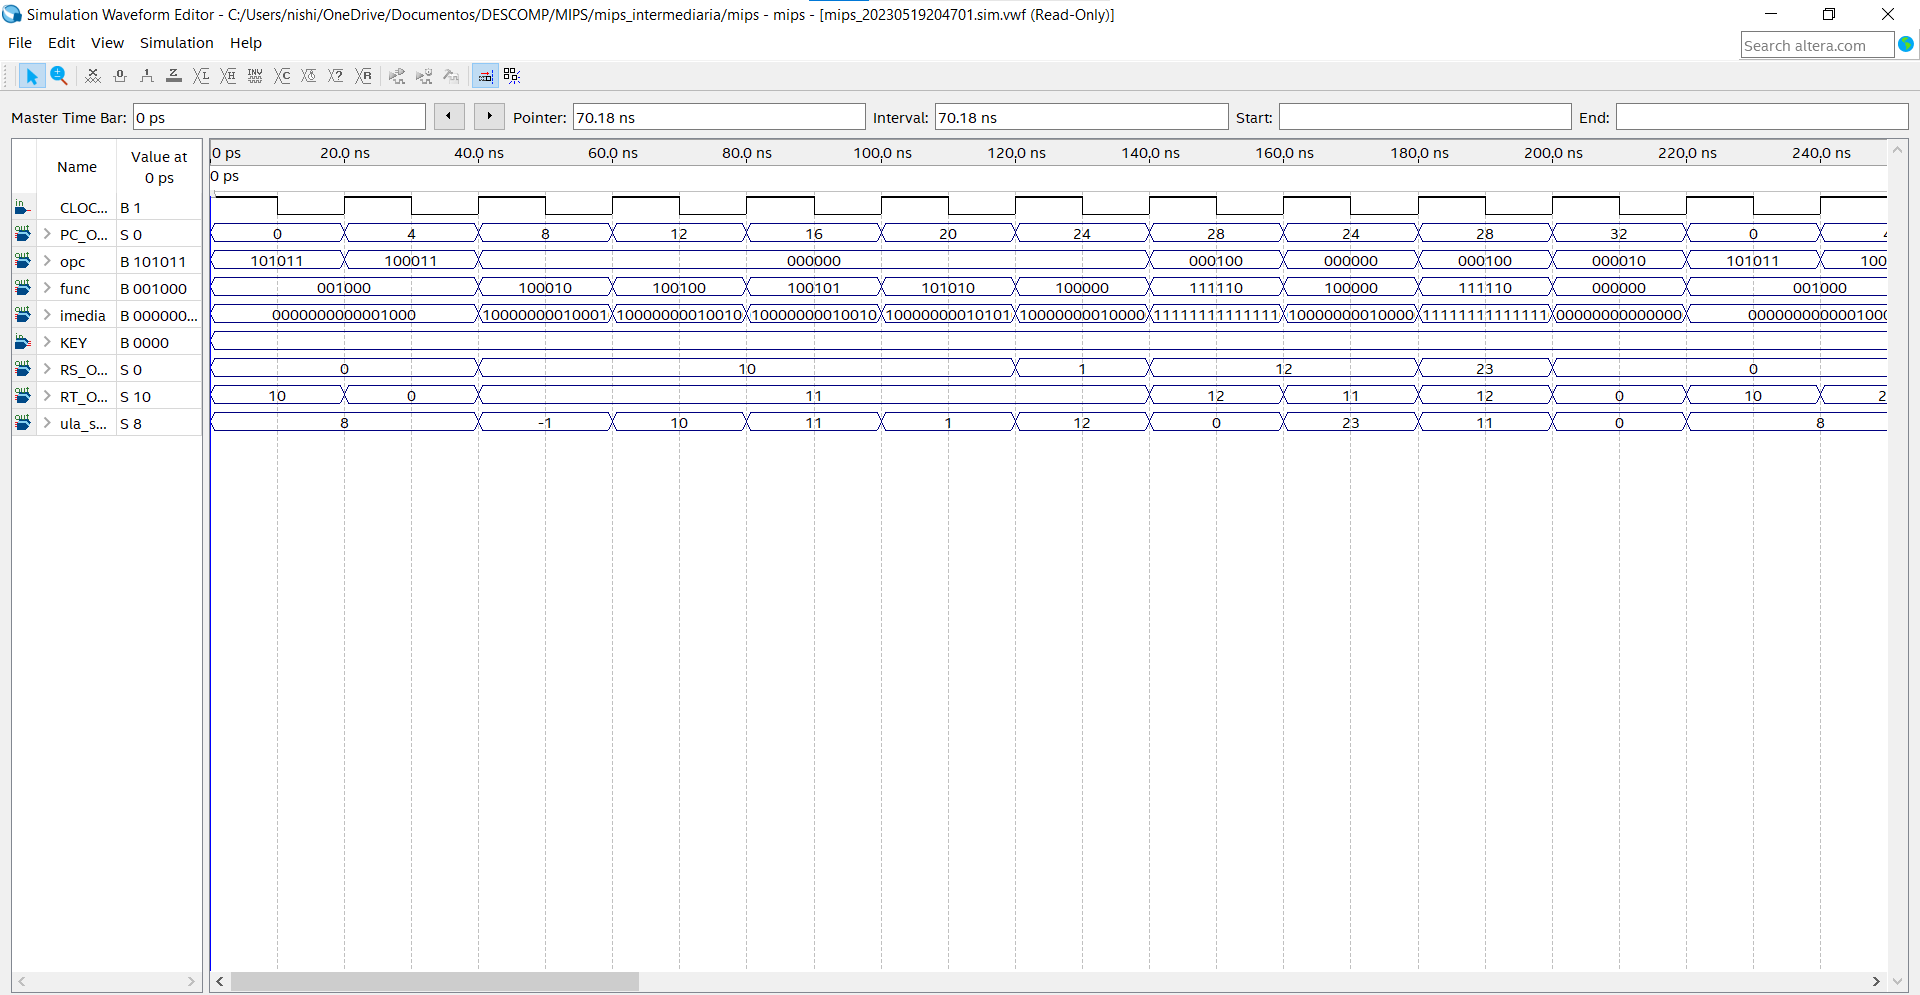 Simulation Waveform Editor - C:/Users/nishi/OneDrive/Documentos/DESCOMP/MIPS/mips_intermediaria/mips - mips - [mips_20230519204701.sim.vwf (Read-Only)]
File Edit View Simulation Help
Search altera.com
Master Time Bar: 0 ps Pointer: 70.18 ns Interval: 70.18 ns Start: End:
Name Value at 0 ps
0 ps 20.0 ns 40.0 ns 60.0 ns 80.0 ns 100.0 ns 120.0 ns 140.0 ns 160.0 ns 180.0 ns 200.0 ns 220.0 ns 240.0 ns
0 ps
CLOC... B 1
PC_O... S 0 0 4 8 12 16 20 24 28 24 28 32 0
opc B 101011 101011 100011 000000 000100 000000 000100 000010 101011 100
func B 001000 001000 100010 100100 100101 101010 100000 111110 100000 111110 000000 001000
imedia B 000000... 0000000000001000 10000000010001 10000000010010 10000000010010 10000000010101 10000000010000 11111111111111 10000000010000 11111111111111 00000000000000 000000000000100
KEY B 0000
RS_O... S 0 0 10 1 12 23 0
RT_O... S 10 10 0 11 12 11 12 0 10 2
ula_s... S 8 8 -1 10 11 1 12 0 23 11 0 8